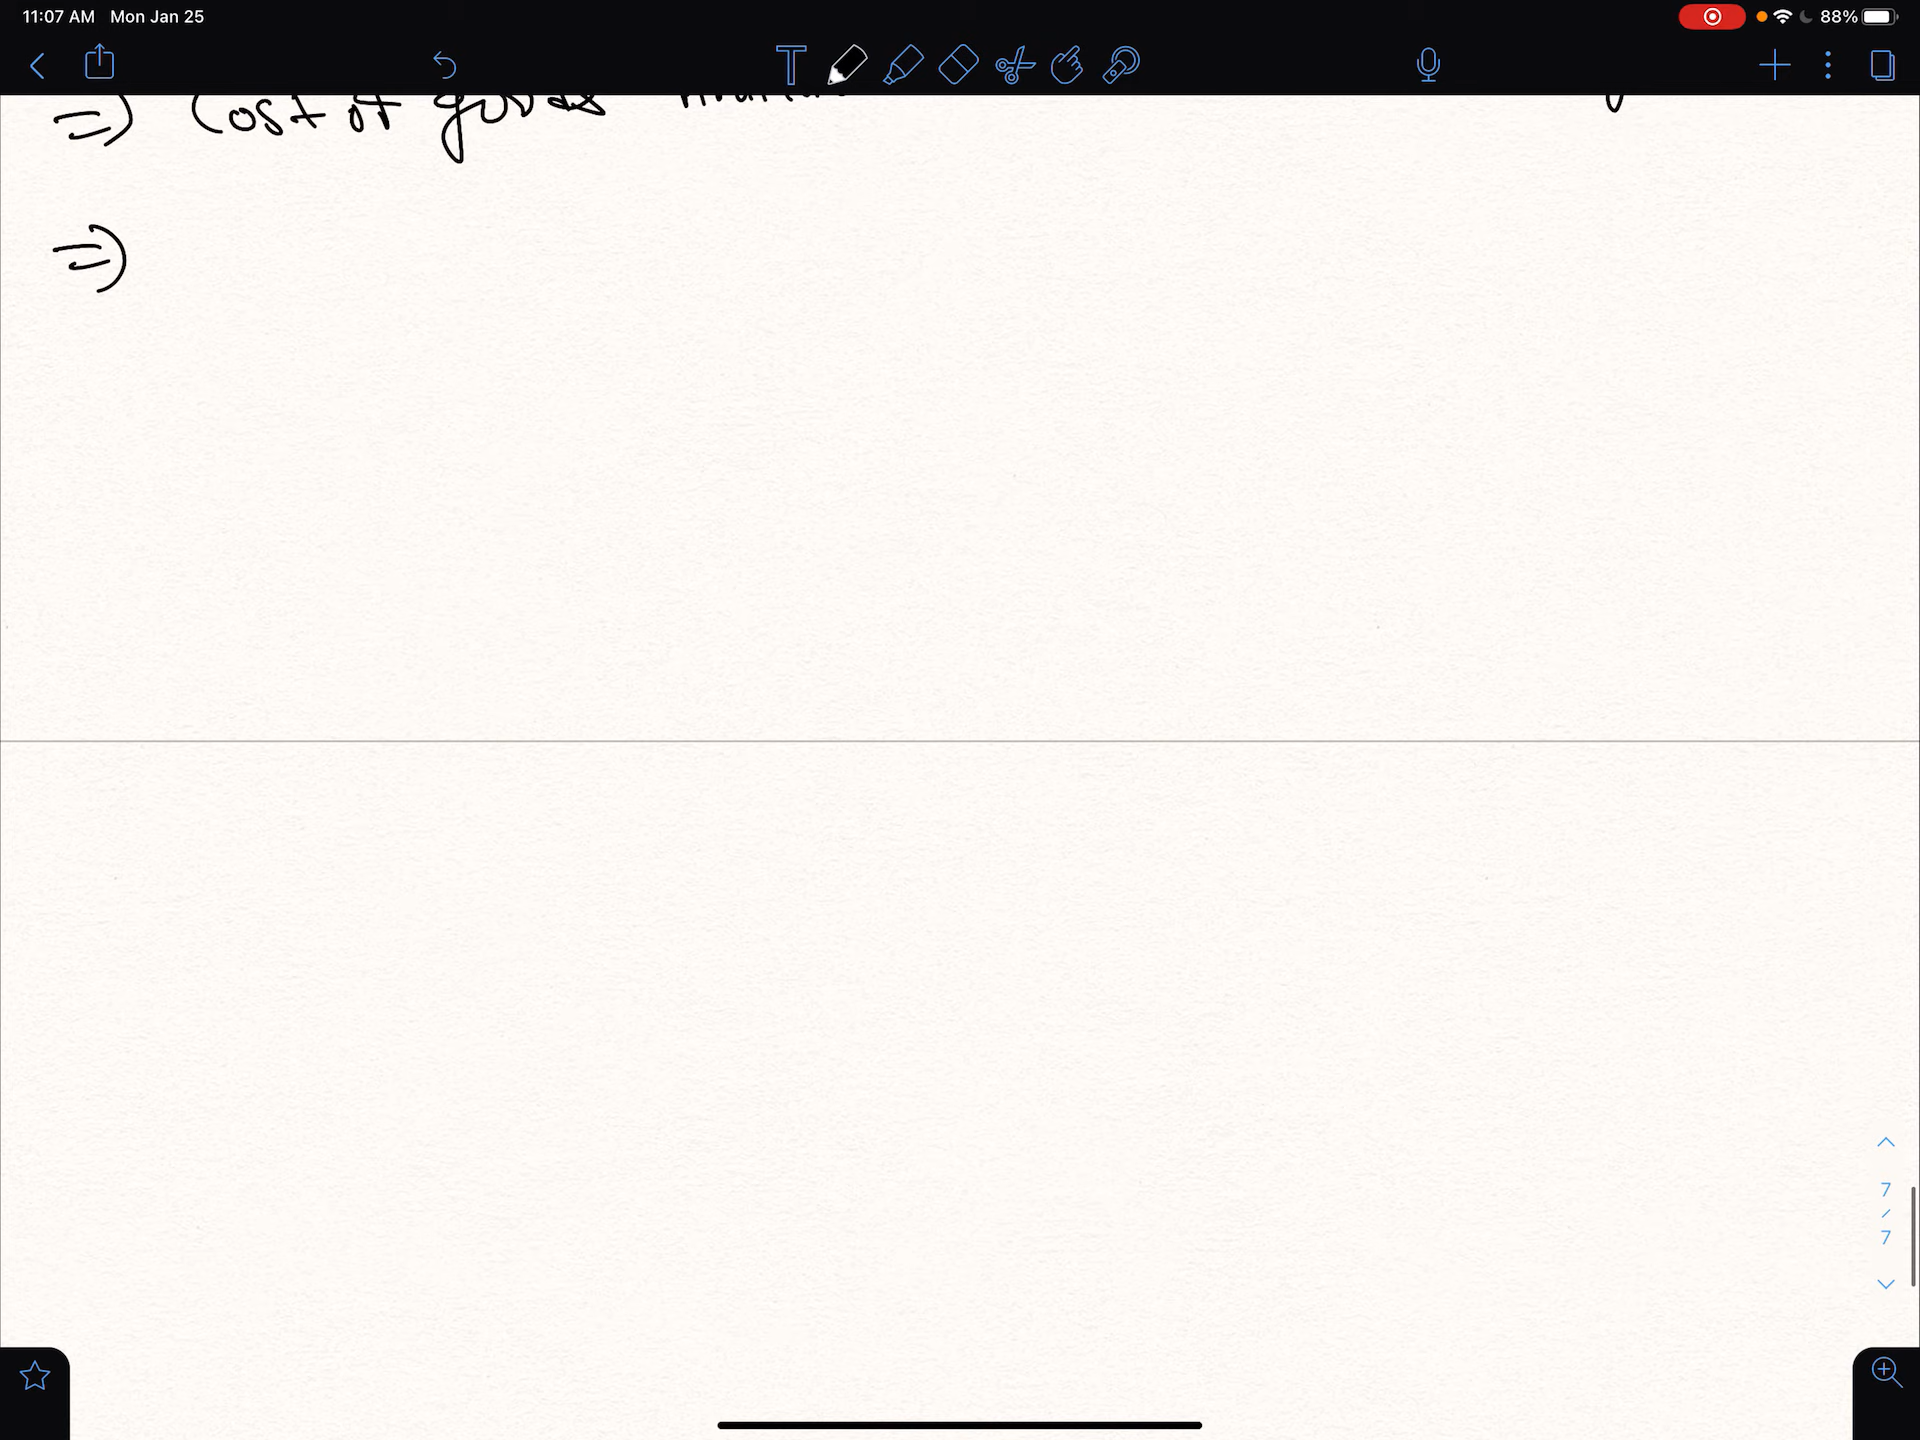 11:07 AM Mon Jan 25
88%
T
=) Cost of goods
=)
7
/
7